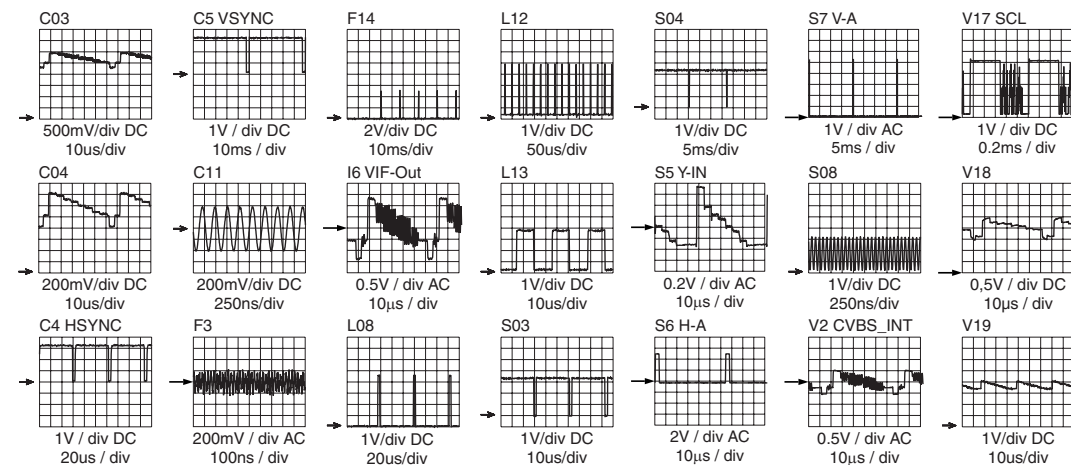 C03
500mV/div DC
10us/div
C5 VSYNC
1V / div DC
10ms / div
F14
2V/div DC
10ms/div
L12
1V/div DC
50us/div
S04
1V/div DC
5ms/div
S7 V-A
1V / div AC
5ms / div
V17 SCL
1V / div DC
0.2ms / div
C04
200mV/div DC
10us/div
C11
200mV/div DC
250ns/div
I6 VIF-Out
0.5V / div AC
10µs / div
L13
1V/div DC
10us/div
S5 Y-IN
0.2V / div AC
10µs / div
S08
1V/div DC
250ns/div
V18
0,5V / div DC
10µs / div
C4 HSYNC
1V / div DC
20us / div
F3
200mV / div AC
100ns / div
L08
1V/div DC
20us/div
S03
1V/div DC
10us/div
S6 H-A
2V / div AC
10µs / div
V2 CVBS_INT
0.5V / div AC
10µs / div
V19
1V/div DC
10us/div